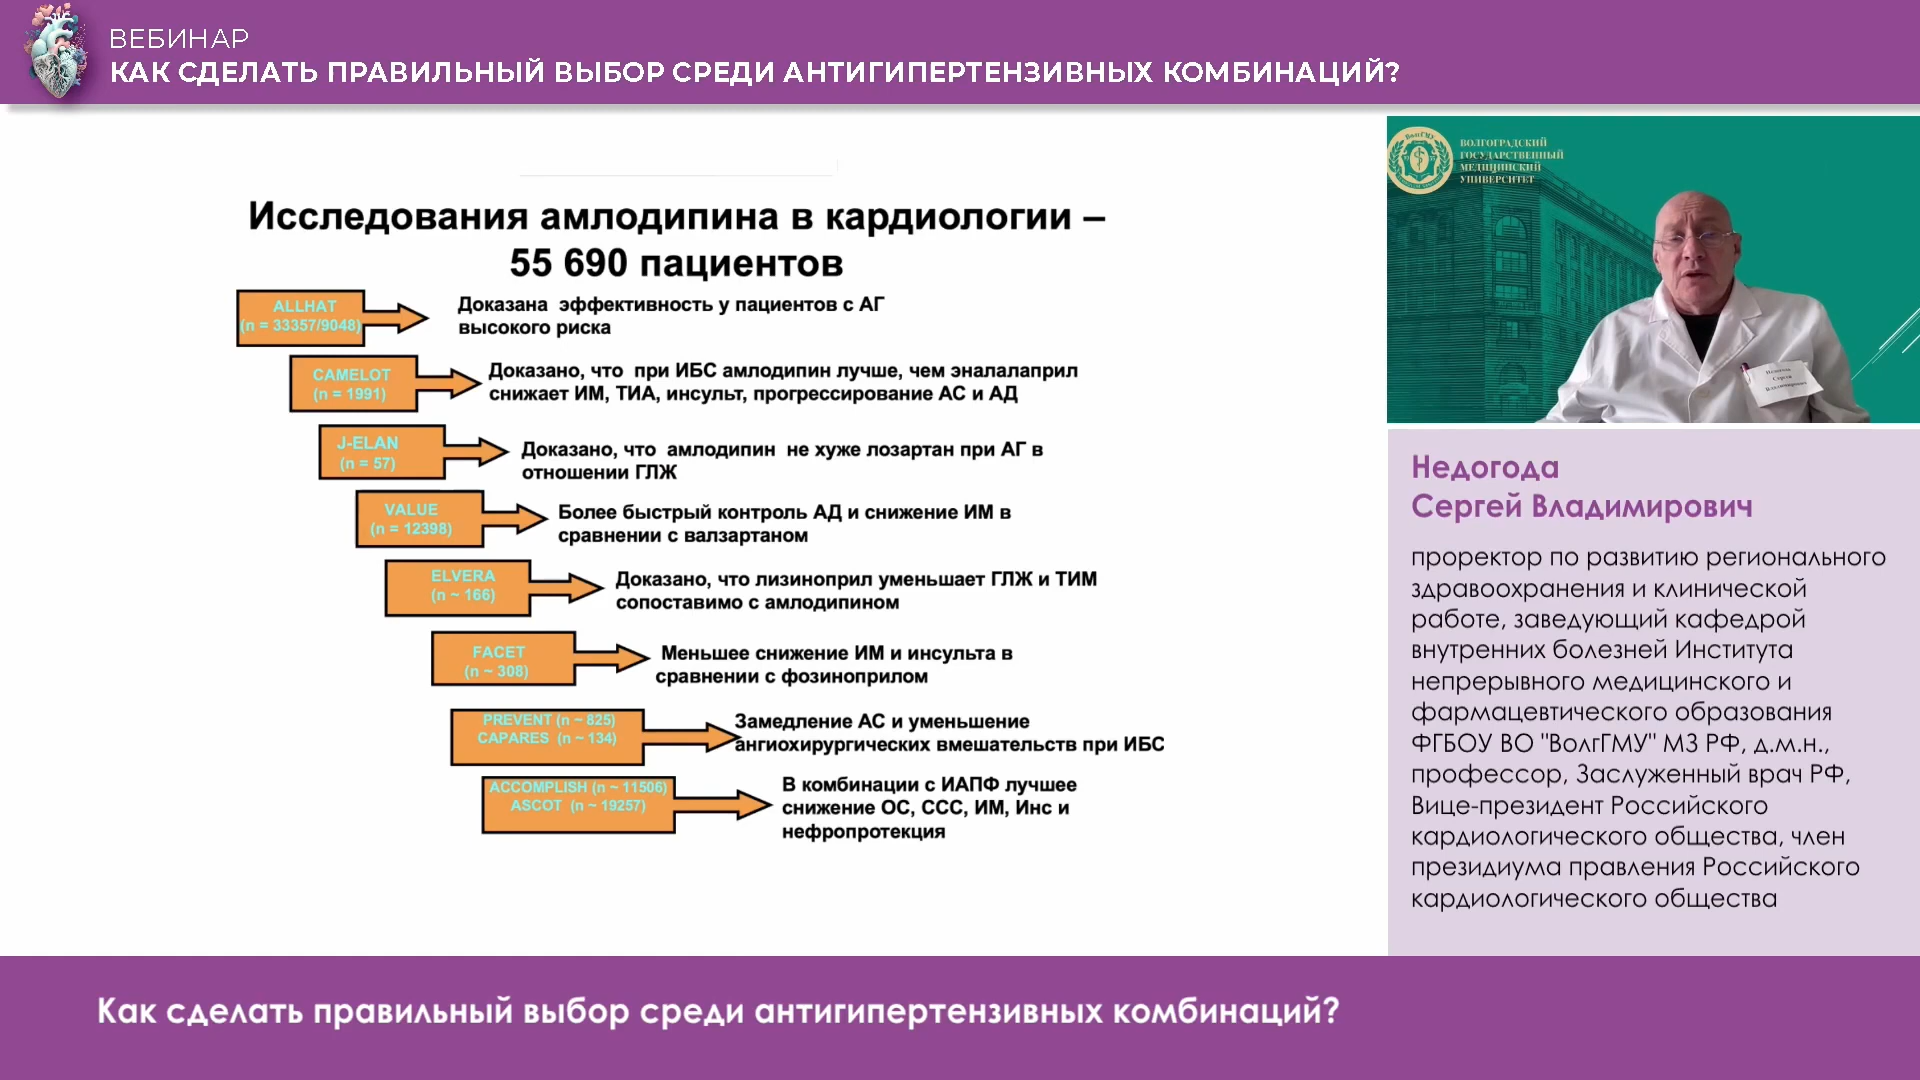 ВЕБИНАР
КАК СДЕЛАТЬ ПРАВИЛЬНЫЙ ВЫБОР СРЕДИ АНТИГИПЕРТЕНЗИВНЫХ КОМБИНАЦИЙ?
Исследования амлодипина в кардиологии –
55 690 пациентов
ALLHAT
(n = 33357/9048)
Доказана эффективность у пациентов с АГ
высокого риска
CAMELOT
(n = 1991)
Доказано, что при ИБС амлодипин лучше, чем эналалаприл
снижает ИМ, ТИА, инсульт, прогрессирование АС и АД
J-ELAN
(n = 57)
Доказано, что амлодипин не хуже лозартан при АГ в
отношении ГЛЖ
VALUE
(n = 12398)
Более быстрый контроль АД и снижение ИМ в
сравнении с валзартаном
ELVERA
(n ~ 166)
Доказано, что лизиноприл уменьшает ГЛЖ и ТИМ
сопоставимо с амлодипином
FACET
(n ~ 308)
Меньшее снижение ИМ и инсульта в
сравнении с фозиноприлом
PREVENT (n ~ 825)
CAPARES (n ~ 134)
Замедление АС и уменьшение
ангиохирургических вмешательств при ИБС
ACCOMPLISH (n ~ 11506)
ASCOT (n ~ 19257)
В комбинации с ИАПФ лучшее
снижение ОС, ССС, ИМ, Инс и
нефропротекция
ВолгГМУ
ВОЛГОГРАДСКИЙ
ГОСУДАРСТВЕННЫЙ
МЕДИЦИНСКИЙ
УНИВЕРСИТЕТ
Недогода
Сергей
Владимирович
Недогода
Сергей Владимирович
проректор по развитию регионального
здравоохранения и клинической
работе, заведующий кафедрой
внутренних болезней Института
непрерывного медицинского и
фармацевтического образования
ФГБОУ ВО "ВолгГМУ" МЗ РФ, д.м.н.,
профессор, Заслуженный врач РФ,
Вице-президент Российского
кардиологического общества, член
президиума правления Российского
кардиологического общества
Как сделать правильный выбор среди антигипертензивных комбинаций?